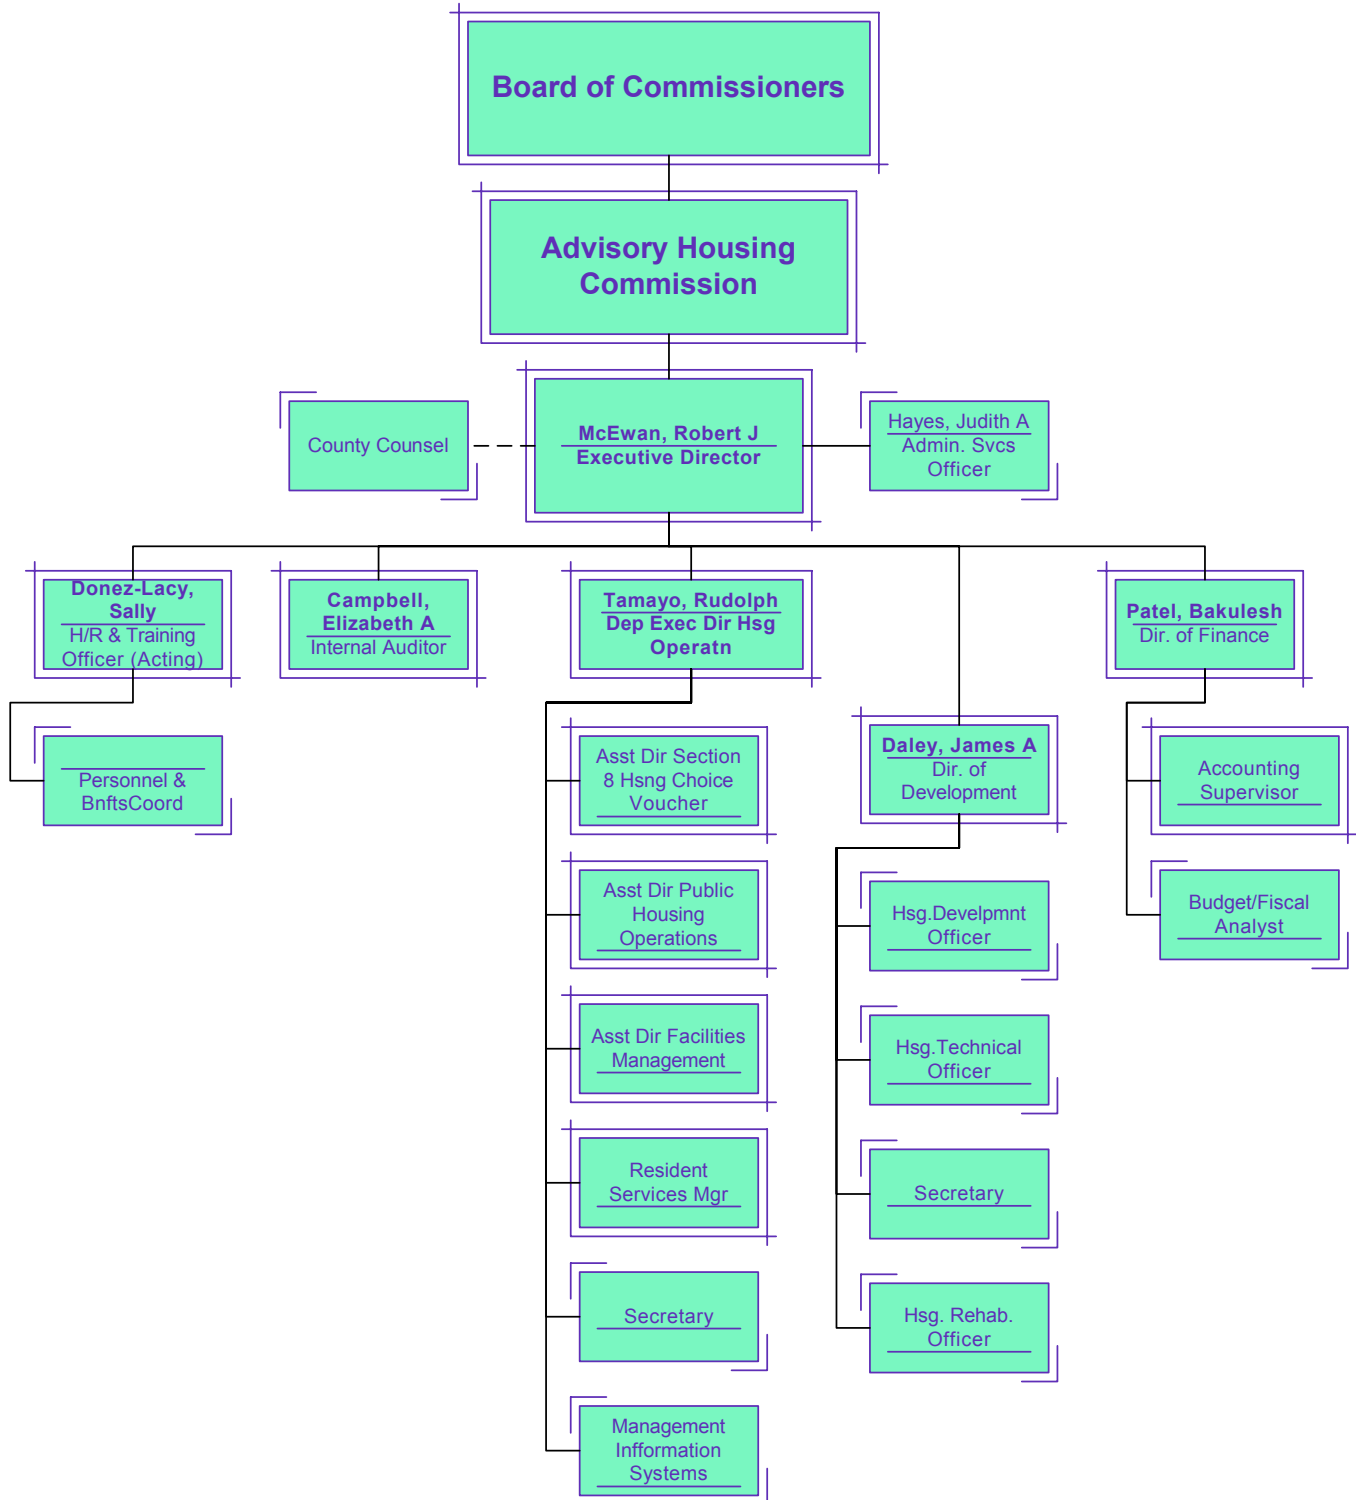 Board of Commissioners
Advisory Housing
Commission
County Counsel
McEwan, Robert J
Executive Director
Hayes, Judith A
Admin. Svcs
Officer
Donez-Lacy,
Sally
H/R & Training
Officer (Acting)
Campbell,
Elizabeth A
Internal Auditor
Tamayo, Rudolph
Dep Exec Dir Hsg
Operatn
Patel, Bakulesh
Dir. of Finance
Personnel &
BnftsCoord
Asst Dir Section
8 Hsng Choice
Voucher
Asst Dir Public
Housing
Operations
Asst Dir Facilities
Management
Resident
Services Mgr
Secretary
Management
Infformation
Systems
Daley, James A
Dir. of
Development
Hsg.Develpmnt
Officer
Hsg.Technical
Officer
Secretary
Hsg. Rehab.
Officer
Accounting
Supervisor
Budget/Fiscal
Analyst